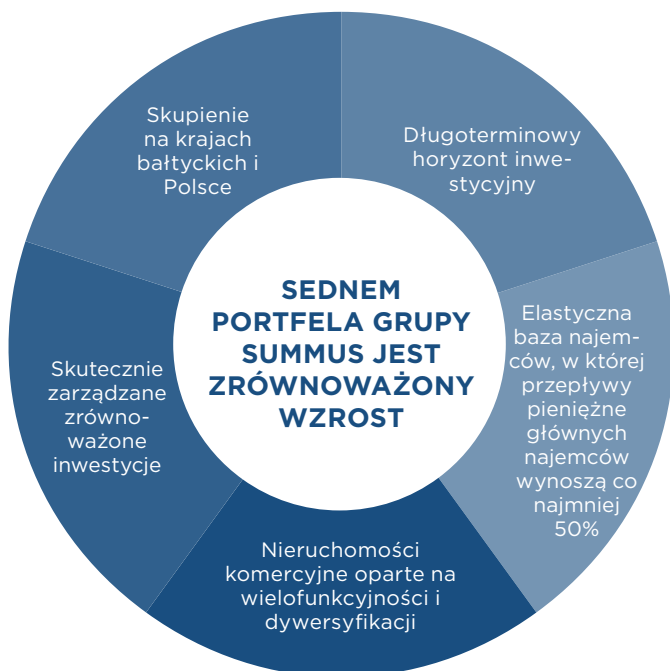 SEDNEM
PORTFELA GRUPY
SUMMUS JEST
ZRÓWNOWAŻONY
WZROST
Długoterminowy
horyzont inwe-
stycyjny
Elastyczna
baza najem-
ców, w której
przepływy
pieniężne
głównych
najemców
wynoszą co
najmniej
50%
Nieruchomości
komercyjne oparte na
wielofunkcyjności i
dywersyfikacji
Skutecznie
zarządzane
zrówno-
ważone
inwestycje
Skupienie
na krajach
bałtyckich i
Polsce